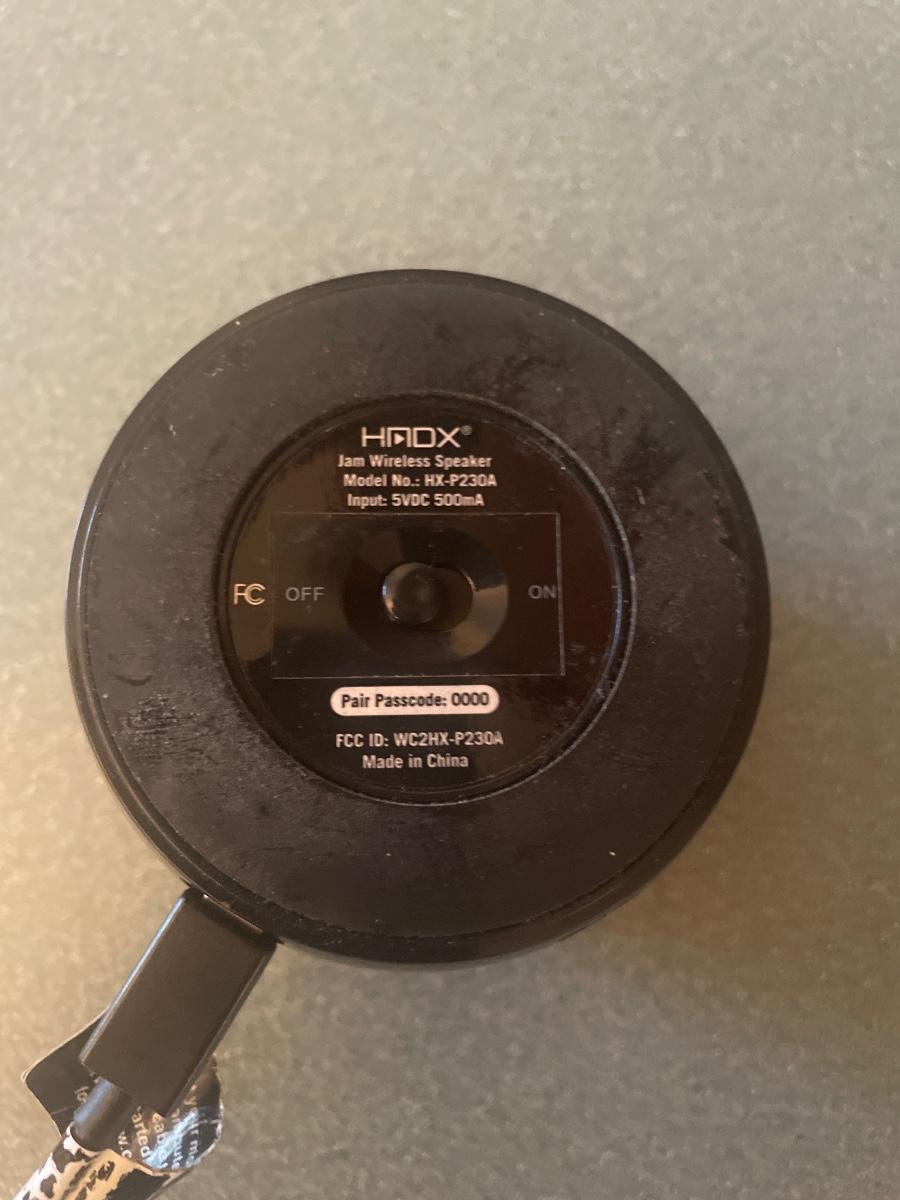 HMDX®
Jam Wireless Speaker
Model No.: HX-P230A
Input: 5VDC 500mA
FC OFF ON
Pair Passcode: 0000
FCC ID: WC2HX-P230A
Made in China